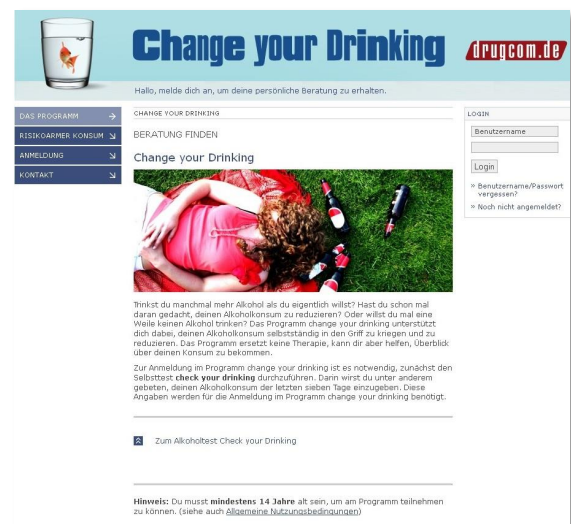 Change your Drinking
drugcom.de
Hallo, melde dich an, um deine persönliche Beratung zu erhalten.
DAS PROGRAMM
RISIKOARMER KONSUM
ANMELDUNG
KONTAKT
CHANGE YOUR DRINKING
BERATUNG FINDEN
Change your Drinking
Trinkst du manchmal mehr Alkohol als du eigentlich willst? Hast du schon mal
daran gedacht, deinen Alkoholkonsum zu reduzieren? Oder willst du mal eine
Weile keinen Alkohol trinken? Das Programm change your drinking unterstützt
dich dabei, deinen Alkoholkonsum selbstständig in den Griff zu kriegen und zu
reduzieren. Das Programm ersetzt keine Therapie, kann dir aber helfen, Überblick
über deinen Konsum zu bekommen.
Zur Anmeldung im Programm change your drinking ist es notwendig, zunächst den
Selbsttest check your drinking durchzuführen. Darin wirst du unter anderem
gebeten, deinen Alkoholkonsum der letzten sieben Tage einzugeben. Diese
Angaben werden für die Anmeldung im Programm change your drinking benötigt.
Zum Alkoholtest Check your Drinking
Hinweis: Du musst mindestens 14 Jahre alt sein, um am Programm teilnehmen
zu können. (siehe auch Allgemeine Nutzungsbedingungen)
LOGIN
Benutzername
Login
» Benutzername/Passwort
vergessen?
» Noch nicht angemeldet?